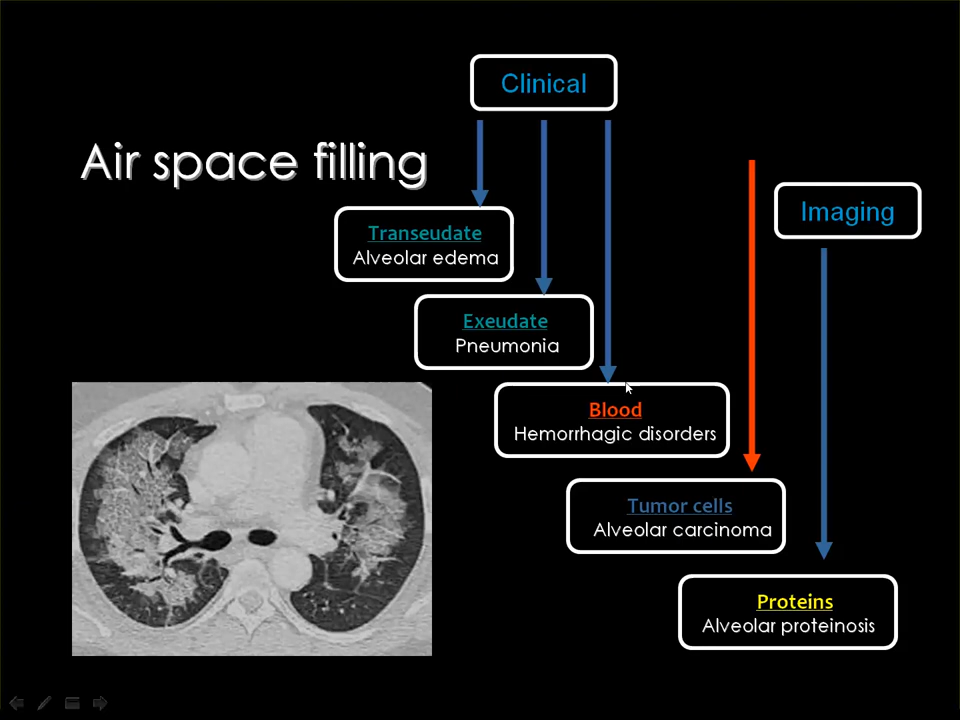 Clinical
Air space filling
Imaging
Transeudate
Alveolar edema
Exeudate
Pneumonia
Blood
Hemorrhagic disorders
Tumor cells
Alveolar carcinoma
Proteins
Alveolar proteinosis